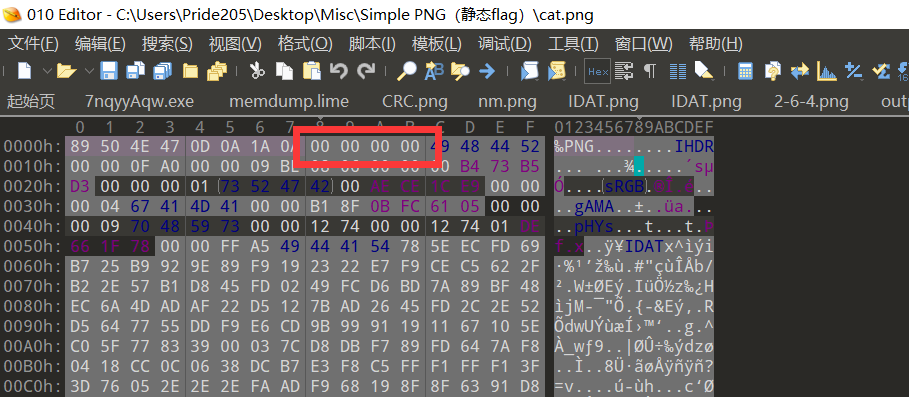 010 Editor - C:\Users\Pride205\Desktop\Misc\Simple PNG（静态flag）\cat.png
文件(F) 编辑(E) 搜索(S) 视图(V) 格式(O) 脚本(I) 模板(L) 调试(D) 工具(T) 窗口(W) 帮助(H)
Hex
起始页 7nqyyAqw.exe memdump.lime CRC.png nm.png IDAT.png IDAT.png 2-6-4.png outp
0 1 2 3 4 5 6 7 8 9 A B C D E F 0123456789ABCDEF
0000h: 89 50 4E 47 0D 0A 1A 0A 00 00 00 00 49 48 44 52 ‰PNG........IHDR
0010h: 00 00 0F A0 00 00 09 00 00 00 B4 73 B5
0020h: D3 00 00 00 01 73 52 47 42 00 AE CE 1C E9 00 00 Ó....sRGB.
0030h: 00 04 67 41 4D 41 00 00 B1 8F 0B FC 61 05 00 00 ..gAMA..±..üa...
0040h: 00 09 70 48 59 73 00 00 12 74 00 00 12 74 01 DE ..pHYs...t...t.
0050h: 66 1F 78 00 00 FF A5 49 44 41 54 78 5E EC FD 69 f.x..ÿ¥IDATx^ìýi
0060h: B7 25 B9 92 9E 89 F9 19 23 22 E7 F9 CE C5 62 2F ·%¹’ž‰ù.#"çùÎÅb/
0070h: B2 2E 57 B1 D8 45 FD 02 49 FC D6 BD 7A 89 BF 48 ².W±ØEý.IüÖ½z‰¿H
0080h: EC 6A 4D AD AF 22 D5 12 7B AD 26 45 FD 2C 2E 52 ìjM-¯"Õ.{-&Eý,.R
0090h: D5 64 77 55 DD F9 E6 CD 9B 99 91 19 11 67 10 5E ÕdwUÝùæÍ›™‘..g.^
00A0h: C0 5F 77 83 39 00 03 7C D8 DB F7 89 FD 64 7A F8 À_wƒ9..|ØÛ÷‰ýdzø
00B0h: 04 18 CC 0C 06 38 DC B7 E3 F8 C5 FF F1 FF F1 3F ..Ì..8Ü·ãøÅÿñÿñ?
00C0h: 3D 76 05 2E 2E FA AD F9 68 19 8F 8F 63 91 D8 =v.....ú-ùh...c‘Ø